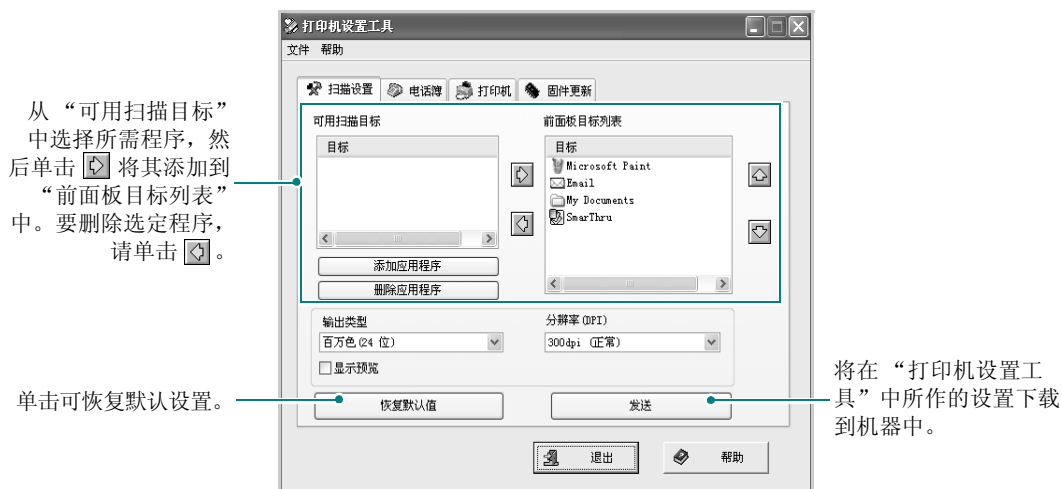 打印机设置工具
文件 帮助
扫描设置 电话簿 打印机 固件更新
从 “可用扫描目标”
中选择所需程序，然
后单击 将其添加到
“前面板目标列表”
中。要删除选定程序，
请单击 。
可用扫描目标
目标
添加应用程序
删除应用程序
前面板目标列表
目标
Microsoft Paint
Email
My Documents
SmarThru
输出类型
百万色(24 位)
显示预览
分辨率(DPI)
300dpi (正常)
单击可恢复默认设置。
恢复默认值
发送
将在 “打印机设置工
具”中所作的设置下载
到机器中。
退出
帮助